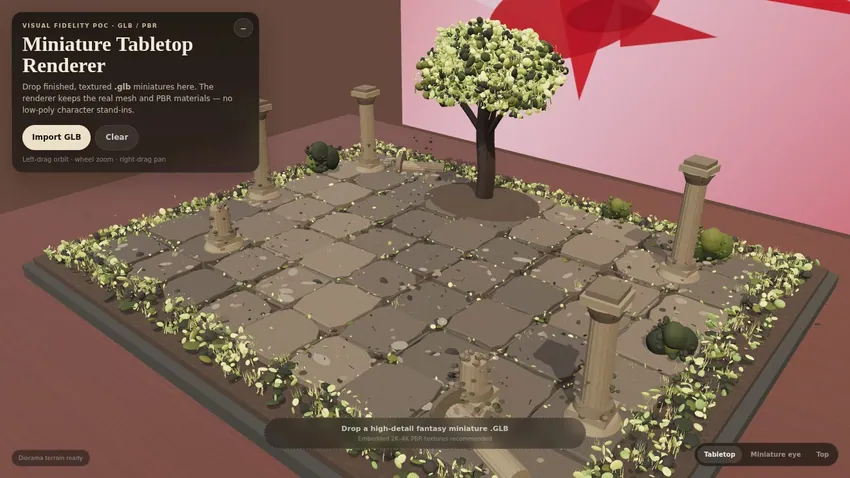 VISUAL FIDELITY POC · GLB / PBR
–
Miniature Tabletop
Renderer
Drop finished, textured .glb miniatures here. The
renderer keeps the real mesh and PBR materials — no
low-poly character stand-ins.
Import GLB
Clear
Left-drag orbit · wheel zoom · right-drag pan
Drop a high-detail fantasy miniature .GLB
Embedded 2K–4K PBR textures recommended
Diorama terrain ready
Tabletop
Miniature eye
Top